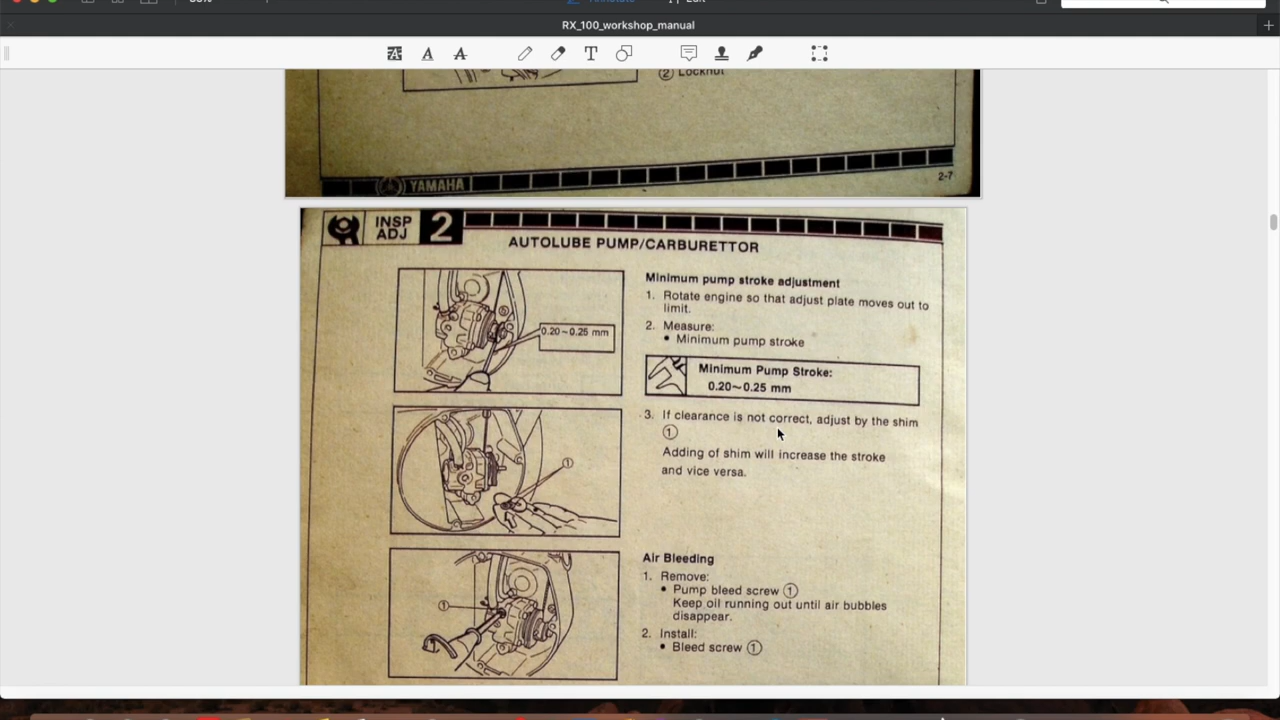 RX_100_workshop_manual
A
A
A
T
② Locknut
YAMAHA
2-7
INSP
ADJ
2
AUTOLUBE PUMP/CARBURETTOR
0.20~0.25 mm
Minimum pump stroke adjustment
1. Rotate engine so that adjust plate moves out to
limit.
2. Measure:
• Minimum pump stroke
Minimum Pump Stroke:
0.20~0.25 mm
3. If clearance is not correct, adjust by the shim
①
Adding of shim will increase the stroke
and vice versa.
①
Air Bleeding
1. Remove:
• Pump bleed screw ①
Keep oil running out until air bubbles
disappear.
2. Install:
• Bleed screw ①
①